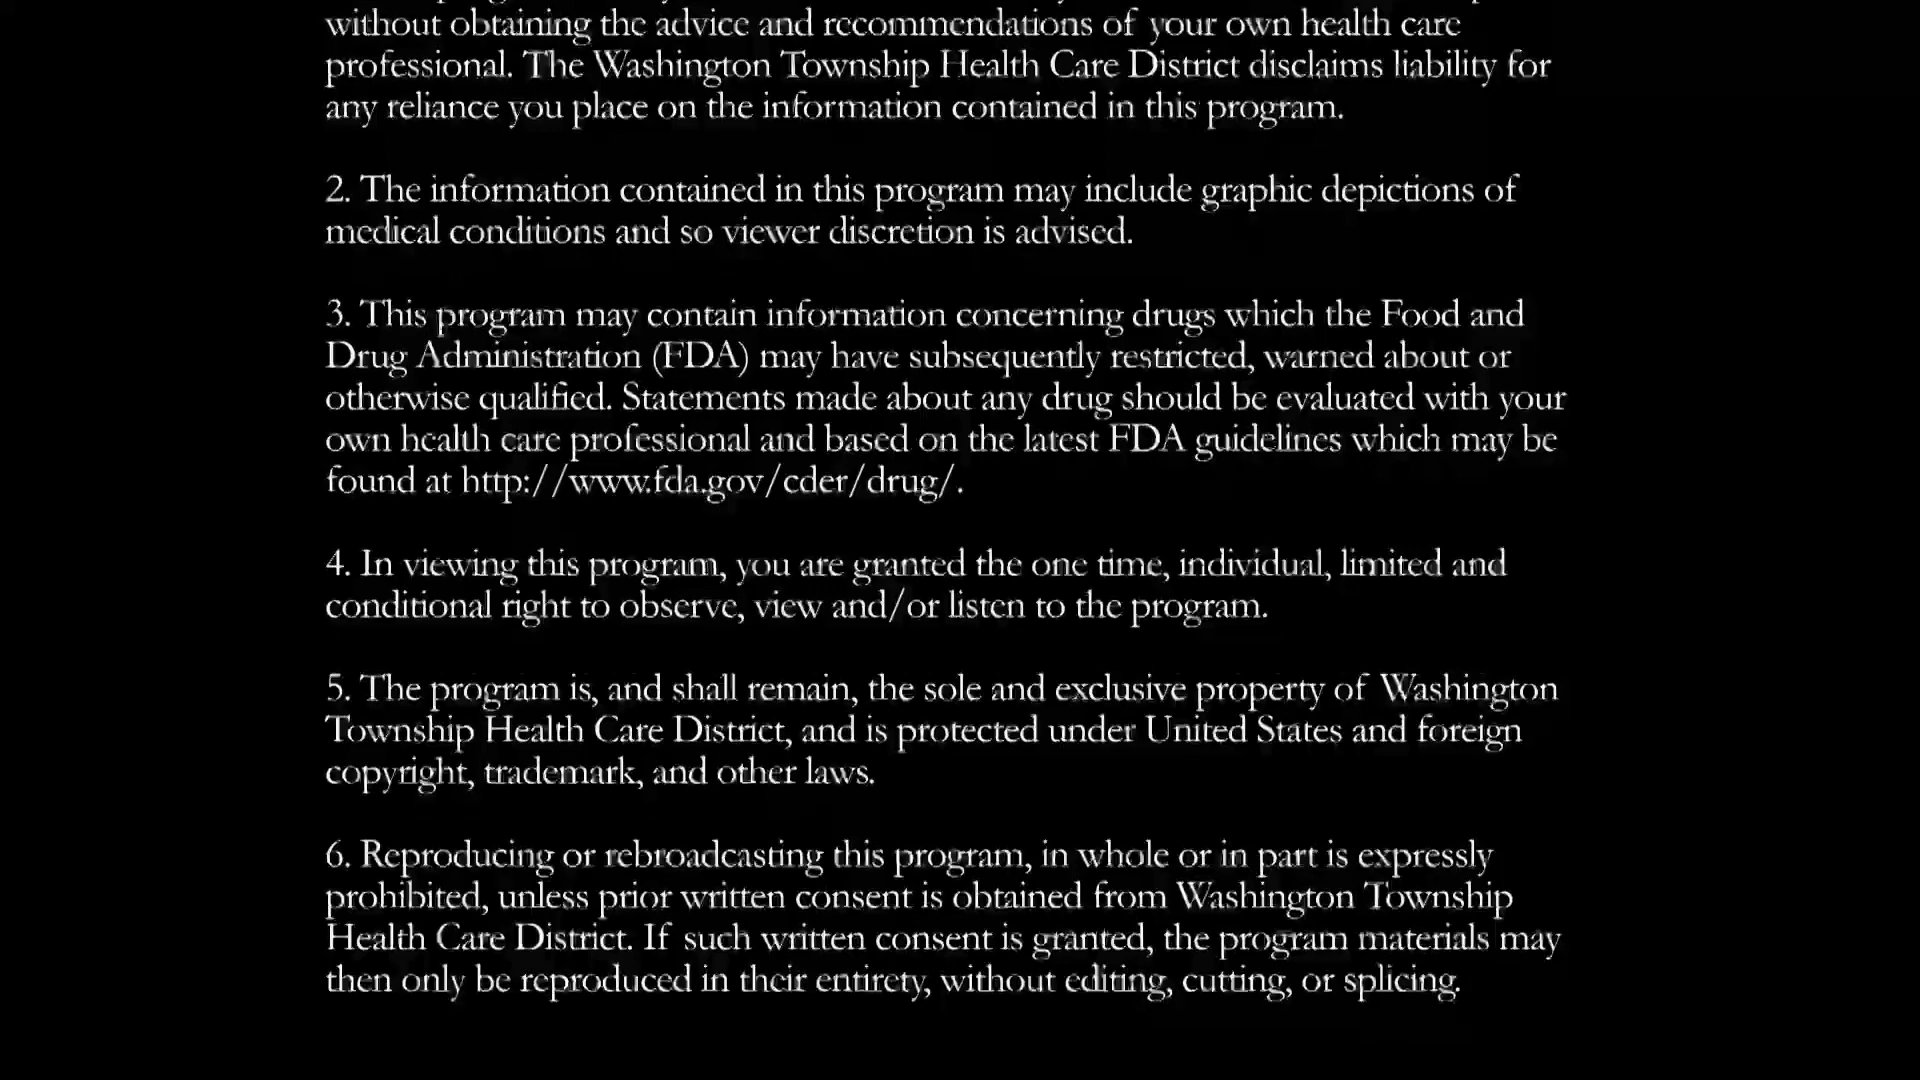 without obtaining the advice and recommendations of your own health care
professional. The Washington Township Health Care District disclaims liability for
any reliance you place on the information contained in this program.
2. The information contained in this program may include graphic depictions of
medical conditions and so viewer discretion is advised.
3. This program may contain information concerning drugs which the Food and
Drug Administration (FDA) may have subsequently restricted, warned about or
otherwise qualified. Statements made about any drug should be evaluated with your
own health care professional and based on the latest FDA guidelines which may be
found at http://www.fda.gov/cder/drug/.
4. In viewing this program, you are granted the one time, individual, limited and
conditional right to observe, view and/or listen to the program.
5. The program is, and shall remain, the sole and exclusive property of Washington
Township Health Care District, and is protected under United States and foreign
copyright, trademark, and other laws.
6. Reproducing or rebroadcasting this program, in whole or in part is expressly
prohibited, unless prior written consent is obtained from Washington Township
Health Care District. If such written consent is granted, the program materials may
then only be reproduced in their entirety, without editing, cutting, or splicing.